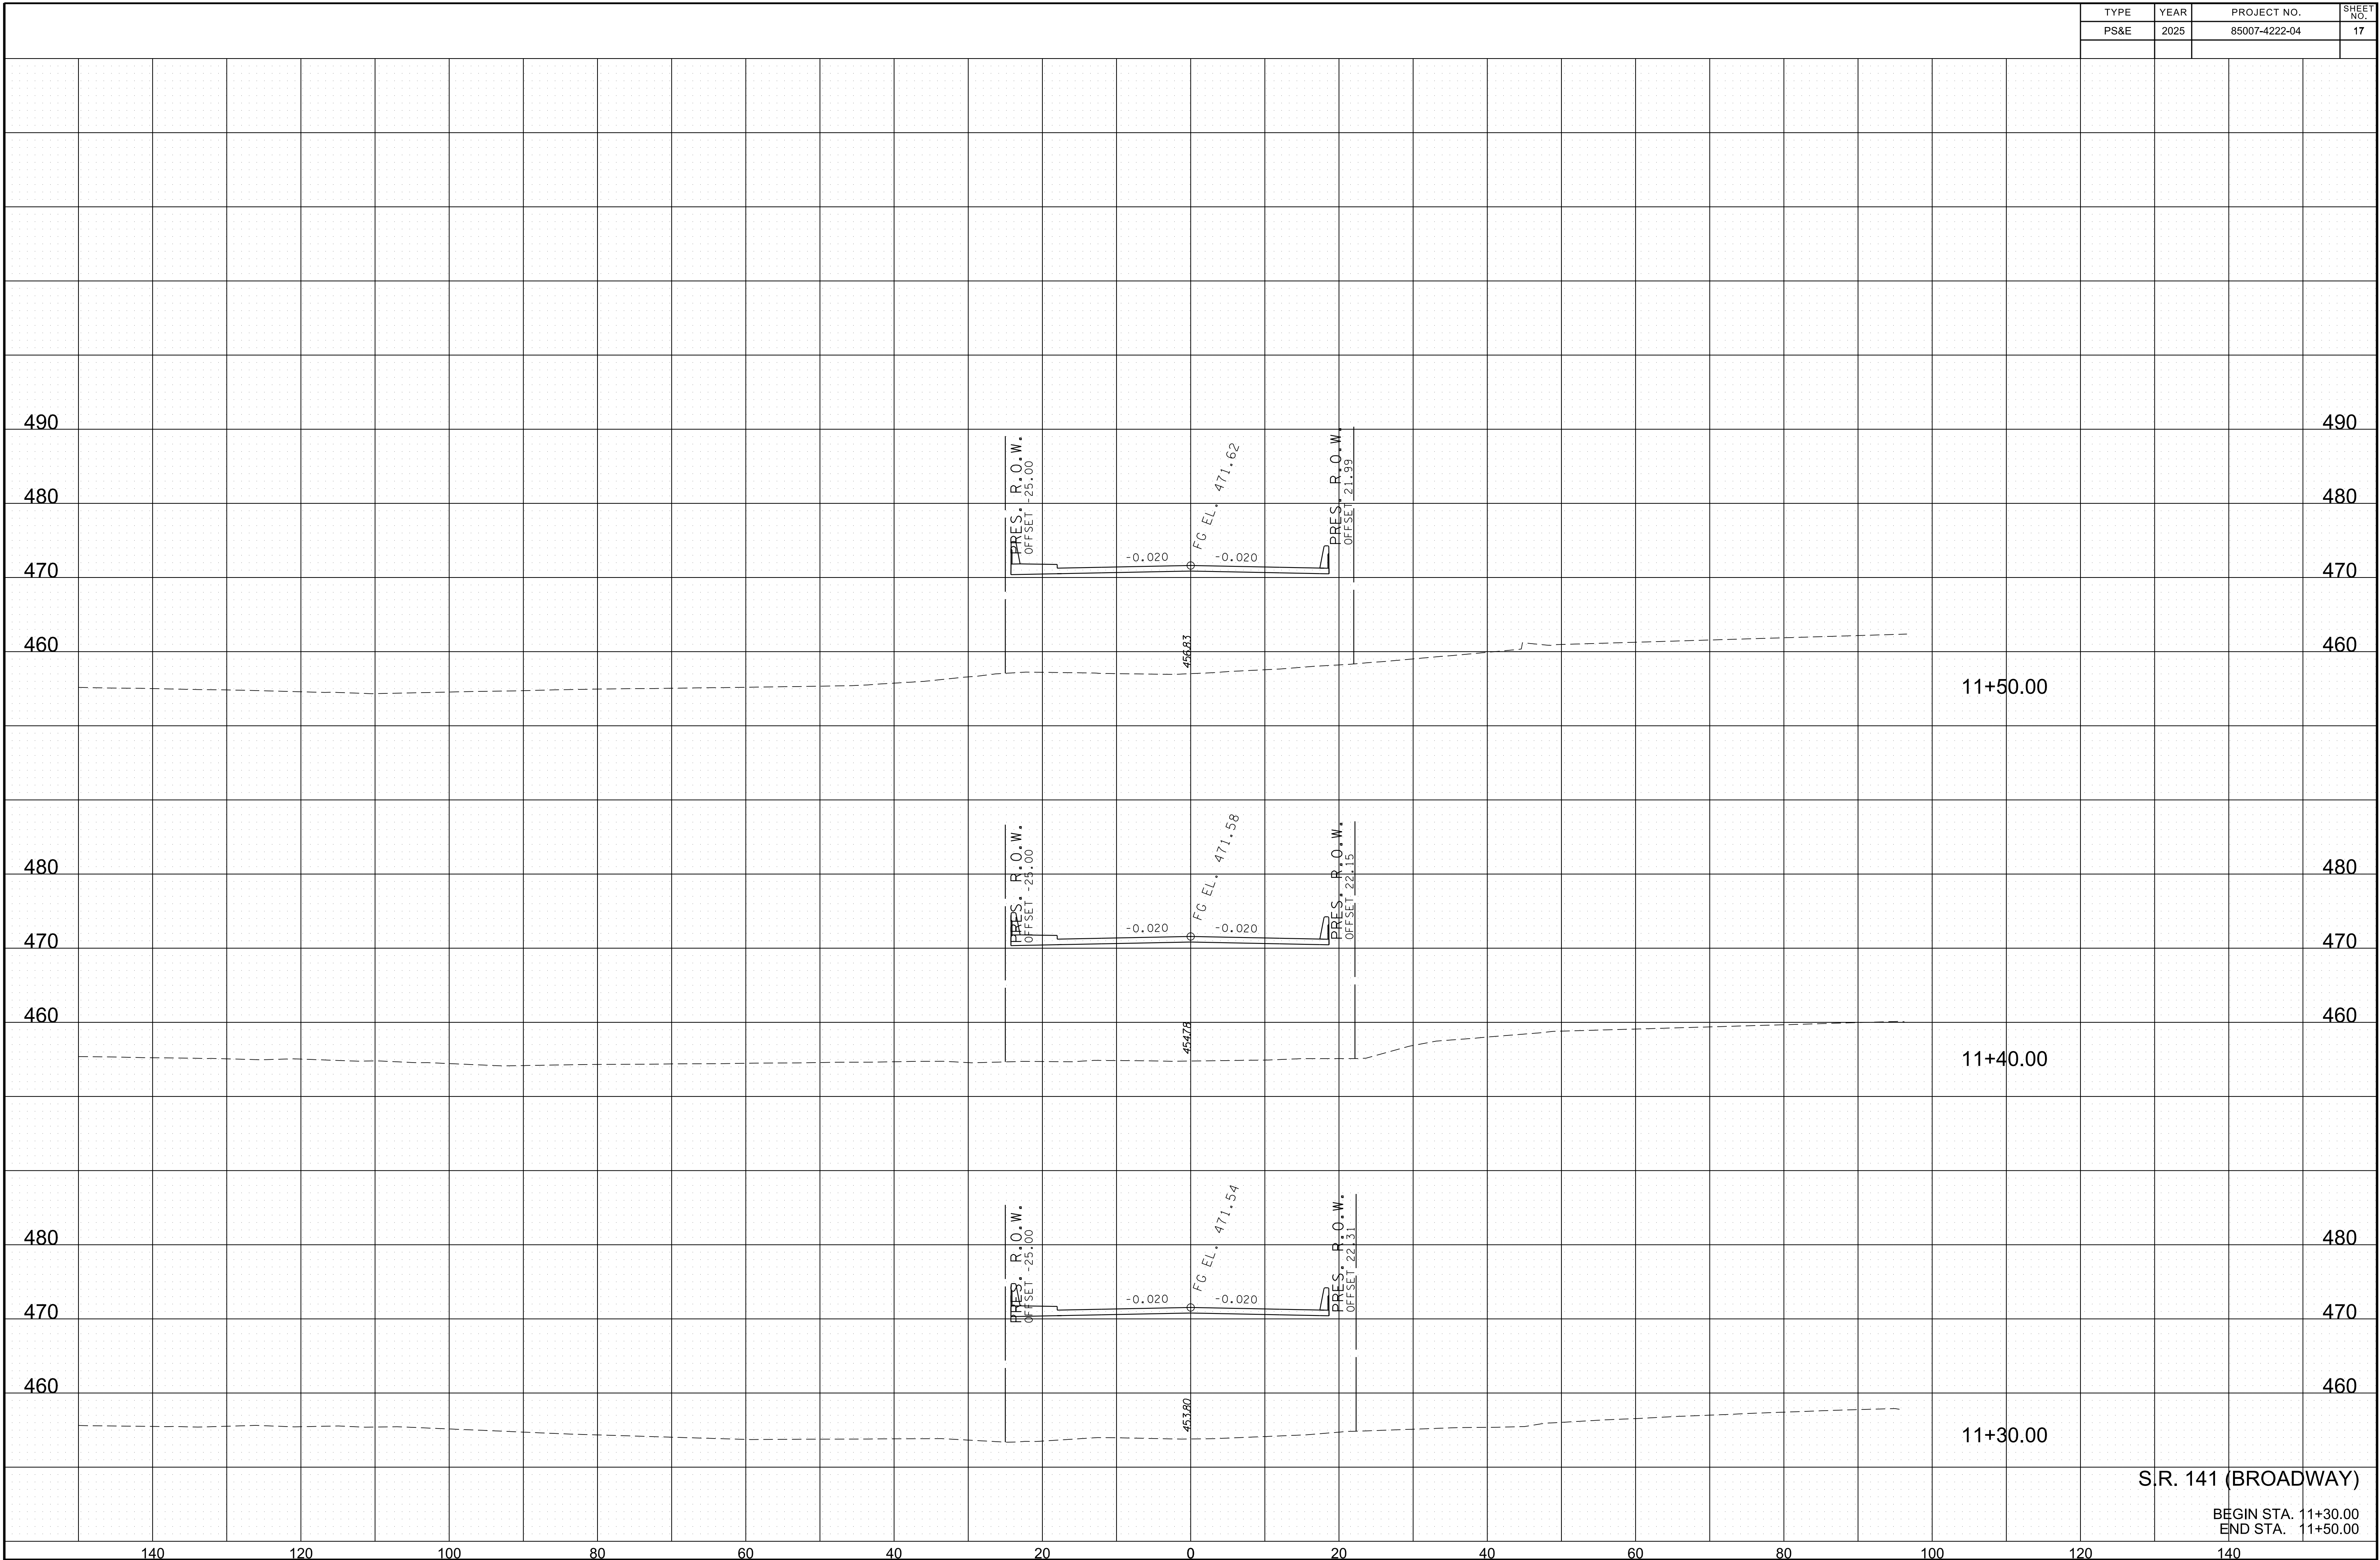 TYPE YEAR PROJECT NO. SHEET NO.
PS&E 2025 85007-4222-04 17
490 490
PRES. R.O.W.
OFFSET -25.00
FG EL. 471.62
PRES. R.O.W.
OFFSET 21.99
480 480
-0.020 -0.020
470 470
456.83
460 460
11+50.00
PRES. R.O.W.
OFFSET -25.00
FG EL. 471.58
PRES. R.O.W.
OFFSET 22.15
480 480
-0.020 -0.020
470 470
454.78
460 460
11+40.00
PRES. R.O.W.
OFFSET -25.00
FG EL. 471.54
PRES. R.O.W.
OFFSET 22.31
480 480
-0.020 -0.020
470 470
460 460
453.80
11+30.00
S.R. 141 (BROADWAY)
BEGIN STA. 11+30.00
END STA. 11+50.00
140 120 100 80 60 40 20 0 20 40 60 80 100 120 140